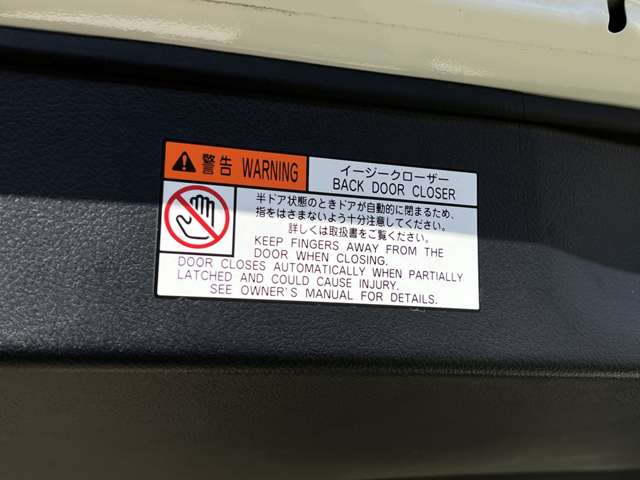 警告 WARNING
イージークローザー
BACK DOOR CLOSER
半ドア状態のときドアが自動的に閉まるため、
指をはさまないよう十分注意してください。
詳しくは取扱書をご覧ください。
KEEP FINGERS AWAY FROM THE
DOOR WHEN CLOSING.
DOOR CLOSES AUTOMATICALLY WHEN PARTIALLY
LATCHED AND COULD CAUSE INJURY.
SEE OWNER'S MANUAL FOR DETAILS.